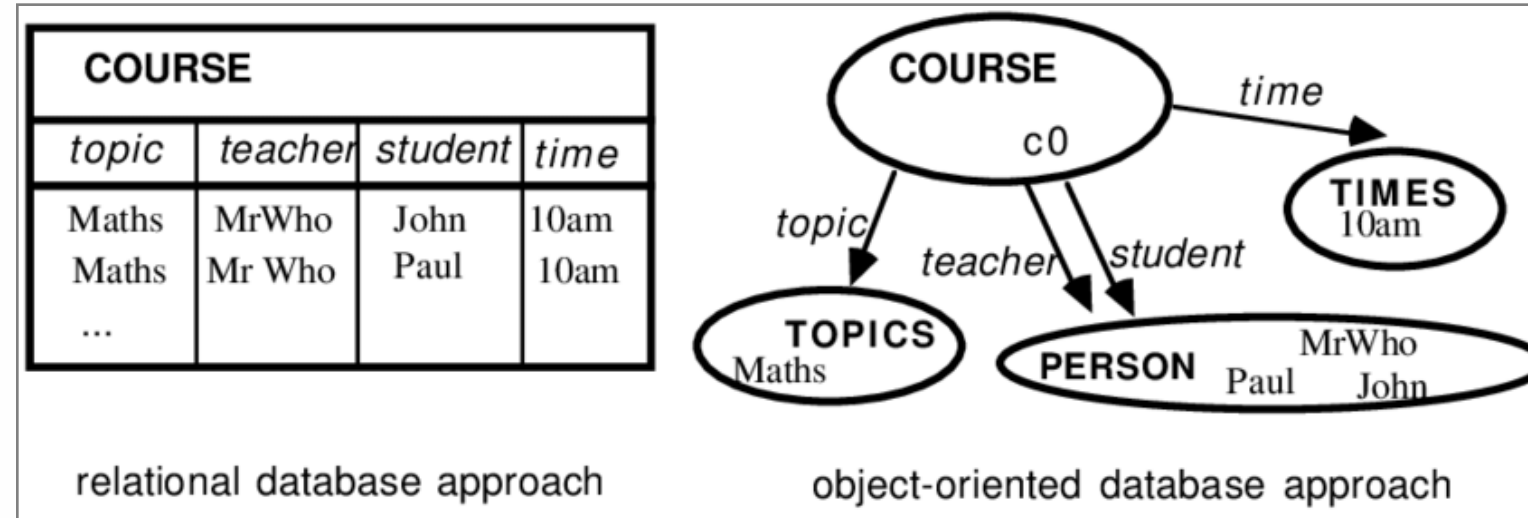 COURSE
topic teacher student time
Maths MrWho John 10am
Maths Mr Who Paul 10am
...
relational database approach
COURSE
c0
time
TIMES
10am
topic
teacher
student
TOPICS
Maths
PERSON
MrWho
Paul
John
object-oriented database approach